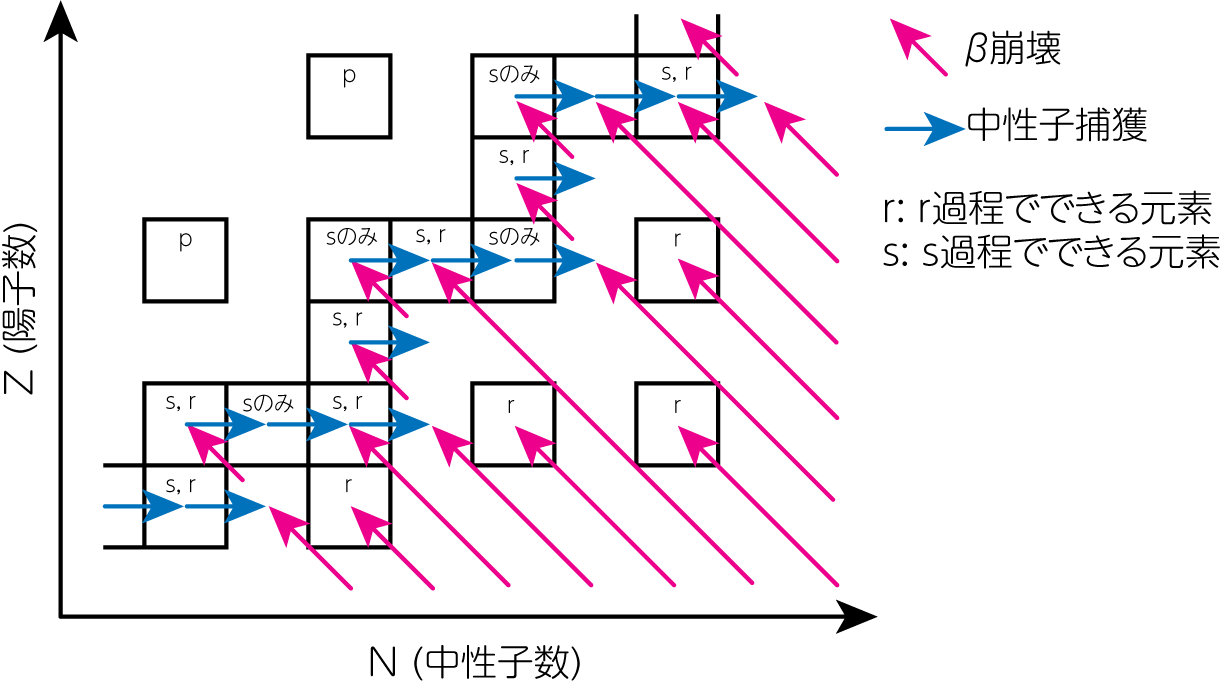 p
sのみ
s, r
β崩壊
中性子捕獲
s, r
r: r過程でできる元素
s: s過程でできる元素
p
sのみ
s, r
sのみ
r
s, r
s, r
sのみ
s, r
r
r
s, r
r
Z (陽子数)
N (中性子数)